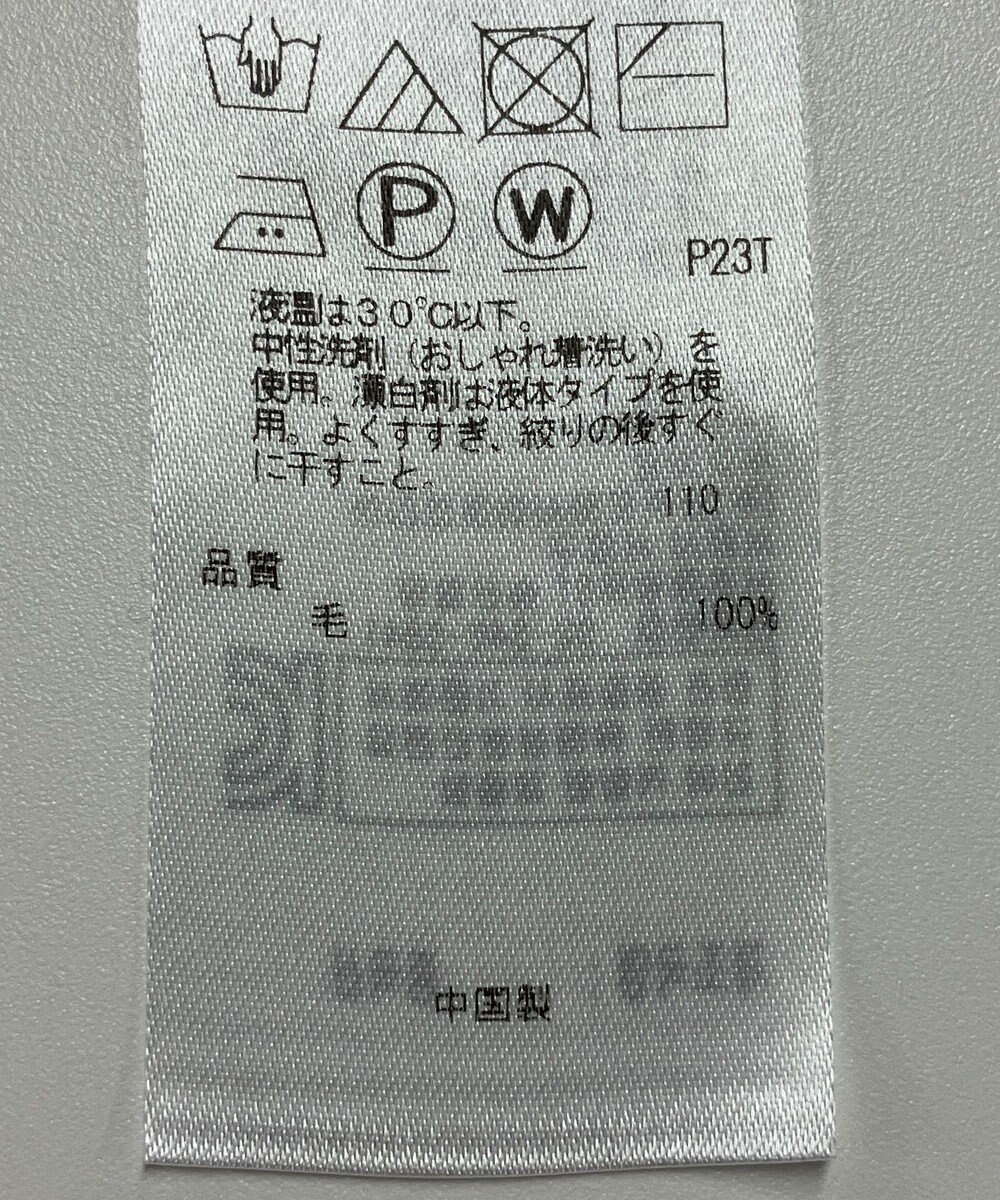 P
W
P23T
液温は30℃以下。
中性洗剤（おしゃれ着洗い）を
使用。漂白剤は液体タイプを使
用。よくすすぎ、絞りの後すぐ
に干すこと。
110
品質
毛 100%
中国製